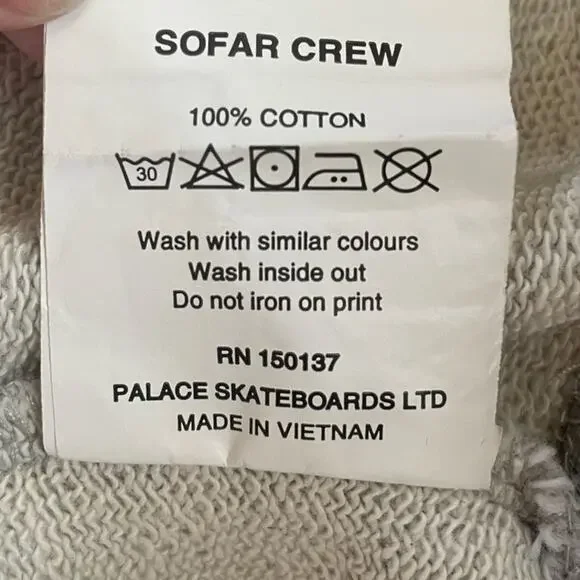 SOFAR CREW
100% COTTON
30
Wash with similar colours
Wash inside out
Do not iron on print
RN 150137
PALACE SKATEBOARDS LTD
MADE IN VIETNAM